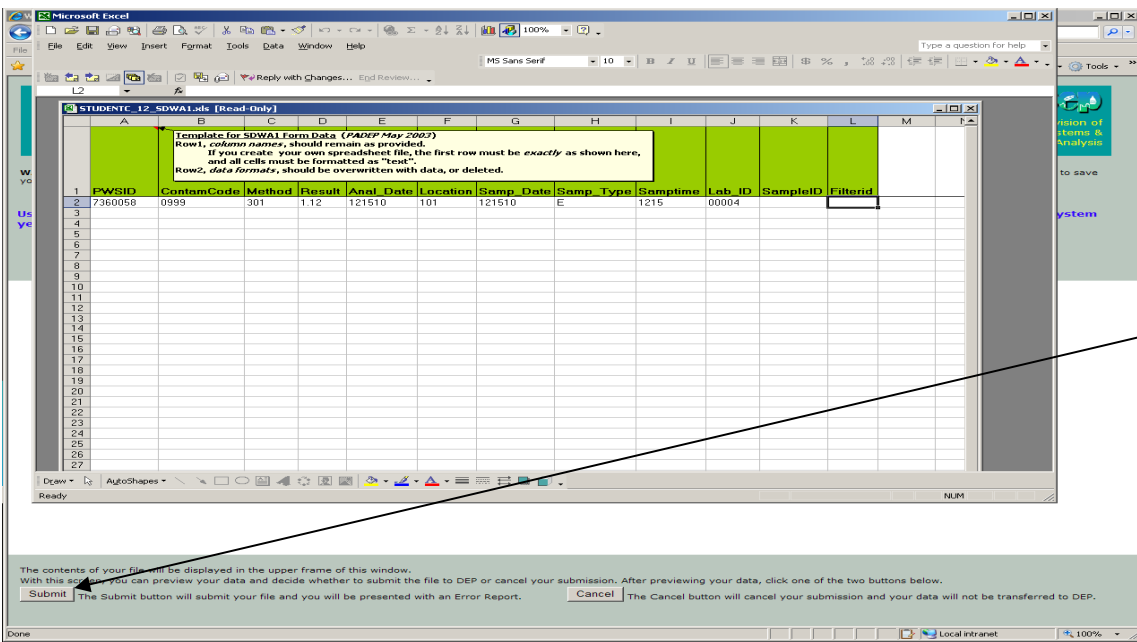 Microsoft Excel
File Edit View Insert Format Tools Data Window Help
Type a question for help
100%
MS Sans Serif 10 B I U
Reply with Changes... End Review...
Tools
L2 fx
STUDENTC_12_SDWA1.xls [Read-Only]
A B C D E F G H I J K L M N
Template for SDWA1 Form Data (PADEP May 2003)
Row1, column names, should remain as provided.
If you create your own spreadsheet file, the first row must be exactly as shown here,
and all cells must be formatted as "text".
Row2, data formats, should be overwritten with data, or deleted.
1 PWSID ContamCode Method Result Anal_Date Location Samp_Date Samp_Type Samptime Lab_ID SampleID Filterid
2 7360058 0999 301 1.12 121510 101 121510 E 1215 00004
3
4
5
6
7
8
9
10
11
12
13
14
15
16
17
18
19
20
21
22
23
24
25
26
27
vision of
stems &
Analysis
to save
ystem
Draw AutoShapes
Ready NUM
The contents of your file will be displayed in the upper frame of this window.
With this screen, you can preview your data and decide whether to submit the file to DEP or cancel your submission. After previewing your data, click one of the two buttons below.
Submit The Submit button will submit your file and you will be presented with an Error Report. Cancel The Cancel button will cancel your submission and your data will not be transferred to DEP.
Done Local intranet 100%